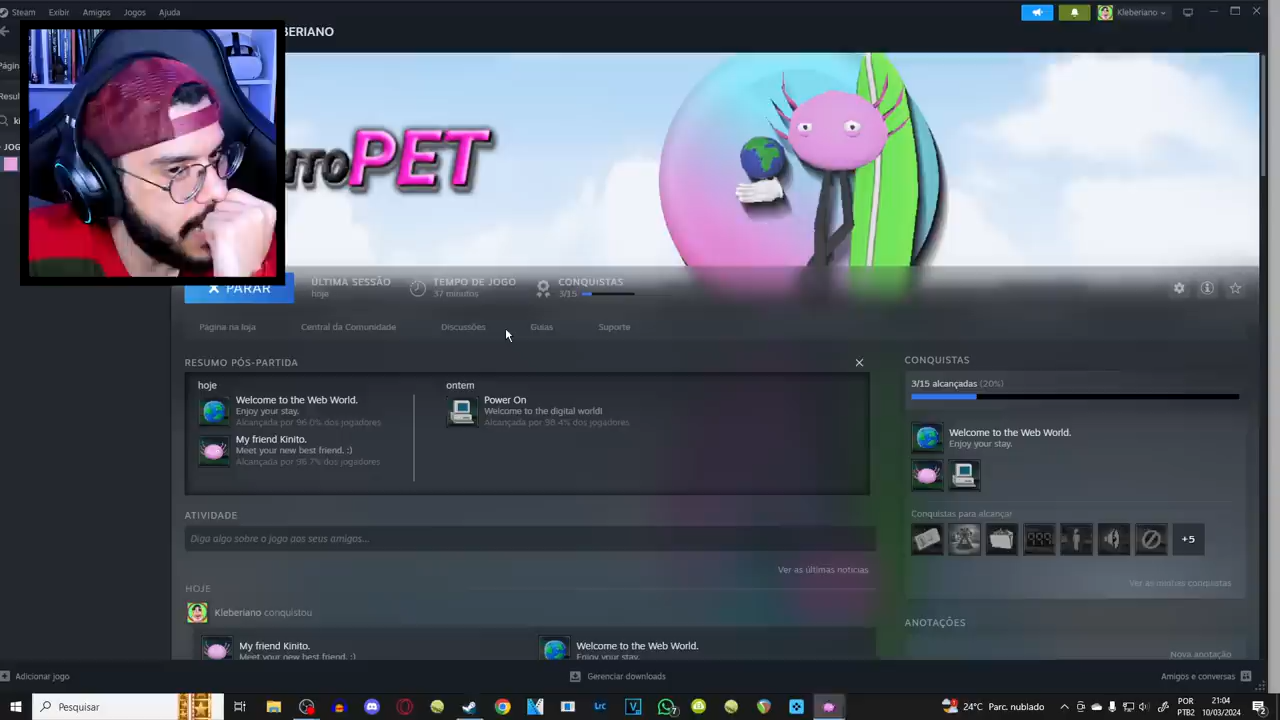 Steam Exibir Amigos Jogos Ajuda
Kleberiano
BERIANO
PET
PARAR
ÚLTIMA SESSÃO
hoje
TEMPO DE JOGO
37 minutos
CONQUISTAS
3/15
Página na loja Central da Comunidade Discussões Guias Suporte
RESUMO PÓS-PARTIDA
hoje
Welcome to the Web World.
Enjoy your stay.
Alcançada por 96.0% dos jogadores
My friend Kinito.
Meet your new best friend. :)
Alcançada por 96.7% dos jogadores
ontem
Power On
Welcome to the digital world!
Alcançada por 98.4% dos jogadores
ATIVIDADE
Diga algo sobre o jogo aos seus amigos...
Ver as últimas notícias
HOJE
Kleberiano conquistou
My friend Kinito.
Meet your new best friend. :)
Welcome to the Web World.
Enjoy your stay.
CONQUISTAS
3/15 alcançadas (20%)
Welcome to the Web World.
Enjoy your stay.
Conquistas para alcançar
+5
Ver as minhas conquistas
ANOTAÇÕES
Nova anotação
Adicionar jogo
Gerenciar downloads
Amigos e conversas
Pesquisar
24°C Parc. nublado
POR
PTB2
21:04
10/03/2024